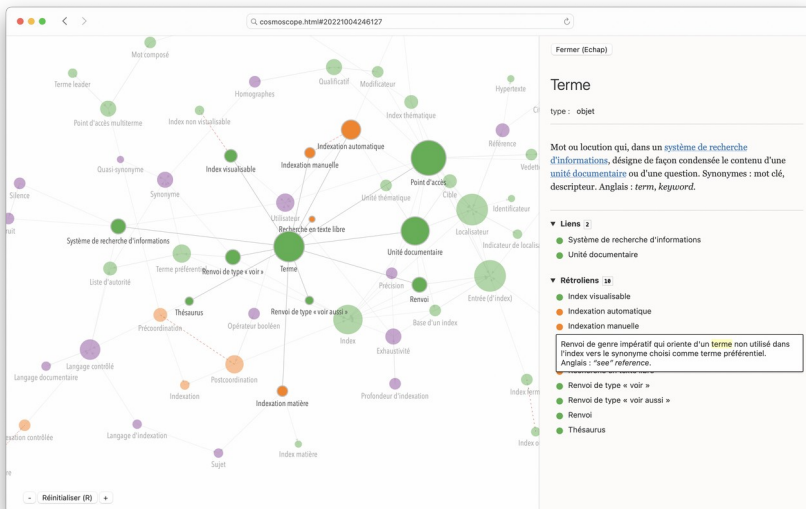 cosmoscope.html#20221004246127
Mot composé
Terme leader
Homographes
Qualificatif
Modificateur
Hypertexte
Point d'accès multiterme
Index non visualisable
Index thématique
Indexation automatique
Référence
Quasi-synonyme
Index visualisable
Indexation manuelle
Point d'accès
Vedett
Silence
Synonyme
Unité thématique
Cible
Identificateur
Utilisateur
Recherche en texte libre
Localisateur
Système de recherche d'informations
Unité documentaire
Indicateur de localisa
Terme préférentiel
Renvoi de type « voir »
Terme
Liste d'autorité
Précision
Renvoi
Entrée (d'index)
Thésaurus
Renvoi de type « voir aussi »
Précoordination
Opérateur booléen
Index
Base d'un index
Exhaustivité
Langage contrôlé
Langage documentaire
Postcoordination
Indexation
Indexation matière
Profondeur d'indexation
Index ferm
exation contrôlée
Langage d'indexation
Index matière
Index o
Sujet
- Réinitialiser (R) +
Fermer (Echap)
Terme
type : objet
Mot ou locution qui, dans un système de recherche
d'informations, désigne de façon condensée le contenu d'une
unité documentaire ou d'une question. Synonymes : mot clé,
descripteur. Anglais : term, keyword.
▼ Liens 2
Système de recherche d'informations
Unité documentaire
▼ Rétroliens 10
Index visualisable
Indexation automatique
Indexation manuelle
Renvoi de genre impératif qui oriente d'un terme non utilisé dans
l'index vers le synonyme choisi comme terme préférentiel.
Anglais : "see" reference.
Renvoi de type « voir »
Renvoi de type « voir aussi »
Renvoi
Thésaurus